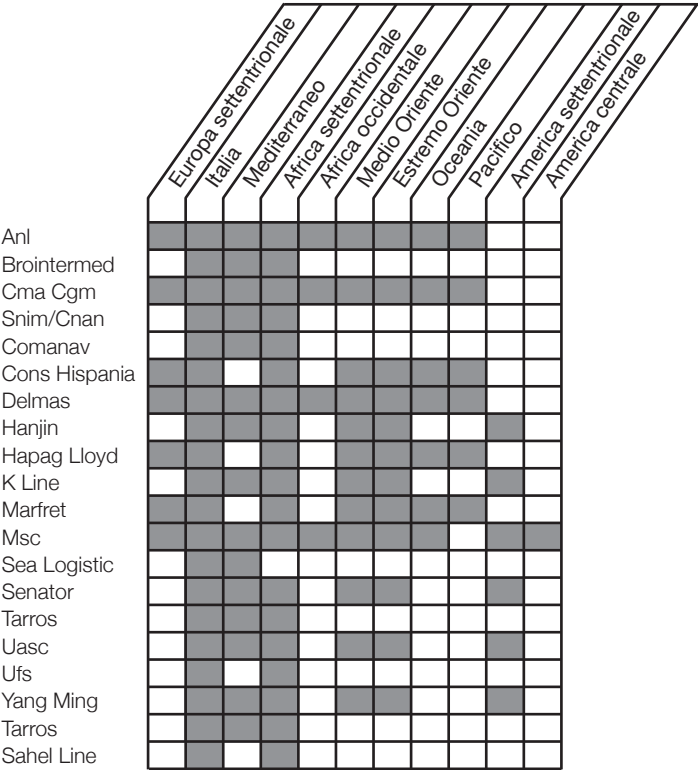 Europa settentrionale
Italia
Mediterraneo
Africa settentrionale
Africa occidentale
Medio Oriente
Estremo Oriente
Oceania
Pacifico
America settentrionale
America centrale
Anl
Brointermed
Cma Cgm
Snim/Cnan
Comanav
Cons Hispania
Delmas
Hanjin
Hapag Lloyd
K Line
Marfret
Msc
Sea Logistic
Senator
Tarros
Uasc
Ufs
Yang Ming
Tarros
Sahel Line